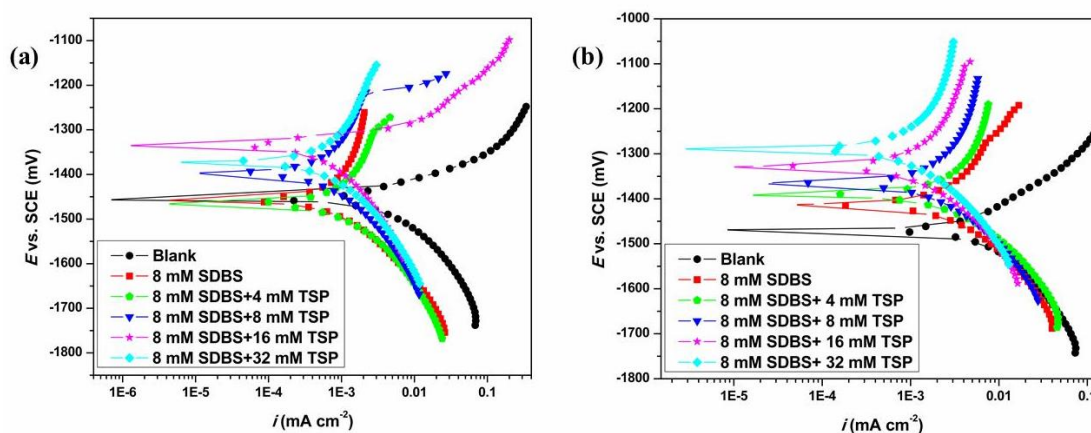 (a)
E vs. SCE (mV)
-1100
-1200
-1300
-1400
-1500
-1600
-1700
-1800
Blank
8 mM SDBS
8 mM SDBS+4 mM TSP
8 mM SDBS+8 mM TSP
8 mM SDBS+16 mM TSP
8 mM SDBS+32 mM TSP
1E-6 1E-5 1E-4 1E-3 0.01 0.1
i (mA cm-2)
(b)
E vs. SCE (mV)
-1000
-1100
-1200
-1300
-1400
-1500
-1600
-1700
-1800
Blank
8 mM SDBS
8 mM SDBS+ 4 mM TSP
8 mM SDBS+ 8 mM TSP
8 mM SDBS+ 16 mM TSP
8 mM SDBS+ 32 mM TSP
1E-5 1E-4 1E-3 0.01 0.1
i (mA cm-2)